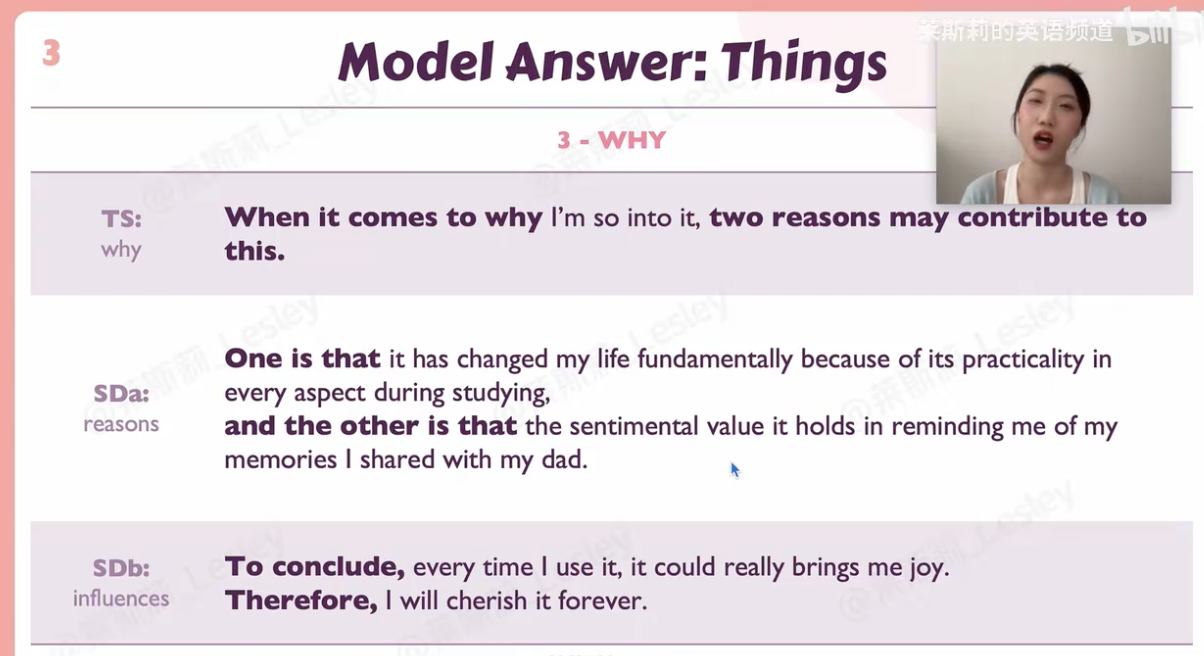 莱斯莉的英语频道 bilibili
3
Model Answer: Things
3 - WHY
TS:
why
When it comes to why I'm so into it, two reasons may contribute to
this.
SDa:
reasons
One is that it has changed my life fundamentally because of its practicality in
every aspect during studying,
and the other is that the sentimental value it holds in reminding me of my
memories I shared with my dad.
SDb:
influences
To conclude, every time I use it, it could really brings me joy.
Therefore, I will cherish it forever.
@莱斯莉_Lesley